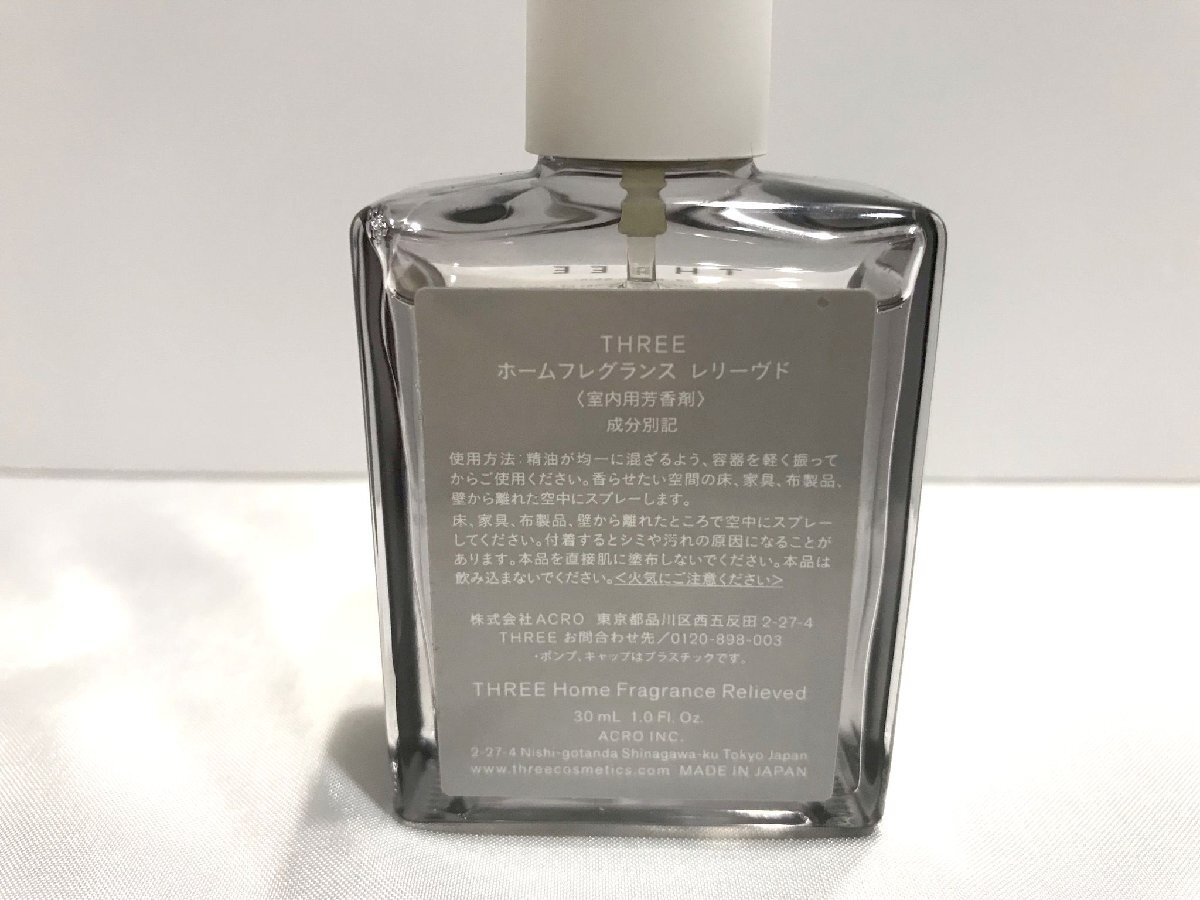 THREE
THREE
ホームフレグランス レリーヴド
〈室内用芳香剤〉
成分別記
使用方法:精油が均一に混ざるよう、容器を軽く振って
からご使用ください。香らせたい空間の床、家具、布製品、
壁から離れた空中にスプレーします。
床、家具、布製品、壁から離れたところで空中にスプレー
してください。付着するとシミや汚れの原因になることが
あります。本品を直接肌に塗布しないでください。本品は
飲み込まないでください。<火気にご注意ください>
株式会社ACRO 東京都品川区西五反田2-27-4
THREE お問合わせ先/0120-898-003
・ポンプ、キャップはプラスチックです。
THREE Home Fragrance Relieved
30 mL 1.0 Fl. Oz.
ACRO INC.
2-27-4 Nishi-gotanda Shinagawa-ku Tokyo Japan
www.threecosmetics.com MADE IN JAPAN